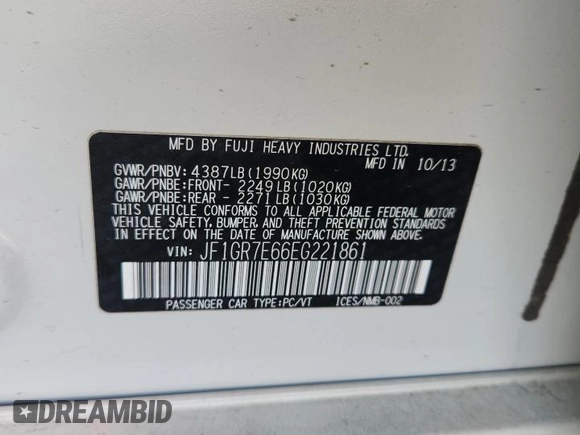 MFD BY FUJI HEAVY INDUSTRIES LTD.
MFD IN 10/13
GVWR/PNBV: 4387LB(1990KG)
GAWR/PNBE:FRONT- 2249LB(1020KG)
GAWR/PNBE:REAR - 2271LB(1030KG)
THIS VEHICLE CONFORMS TO ALL APPLICABLE FEDERAL MOTOR
VEHICLE SAFETY, BUMPER, AND THEFT PREVENTION STANDARDS
IN EFFECT ON THE DATE OF MANUFACTURE SHOWN ABOVE.
VIN: JF1GR7E66EG221861
PASSENGER CAR TYPE:PC/VT ICES/NMB-002
DREAMBID